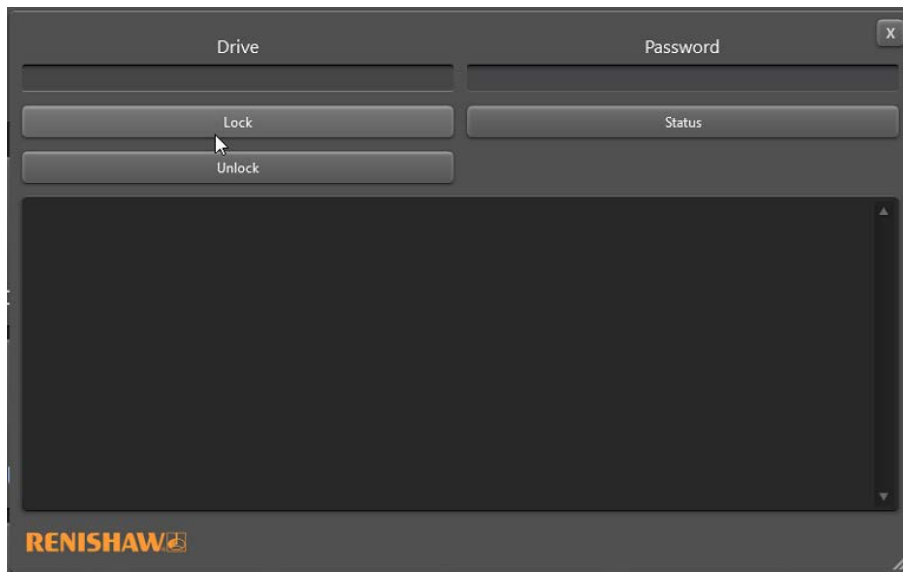 Drive
Password
X
Lock
Status
Unlock
RENISHAW